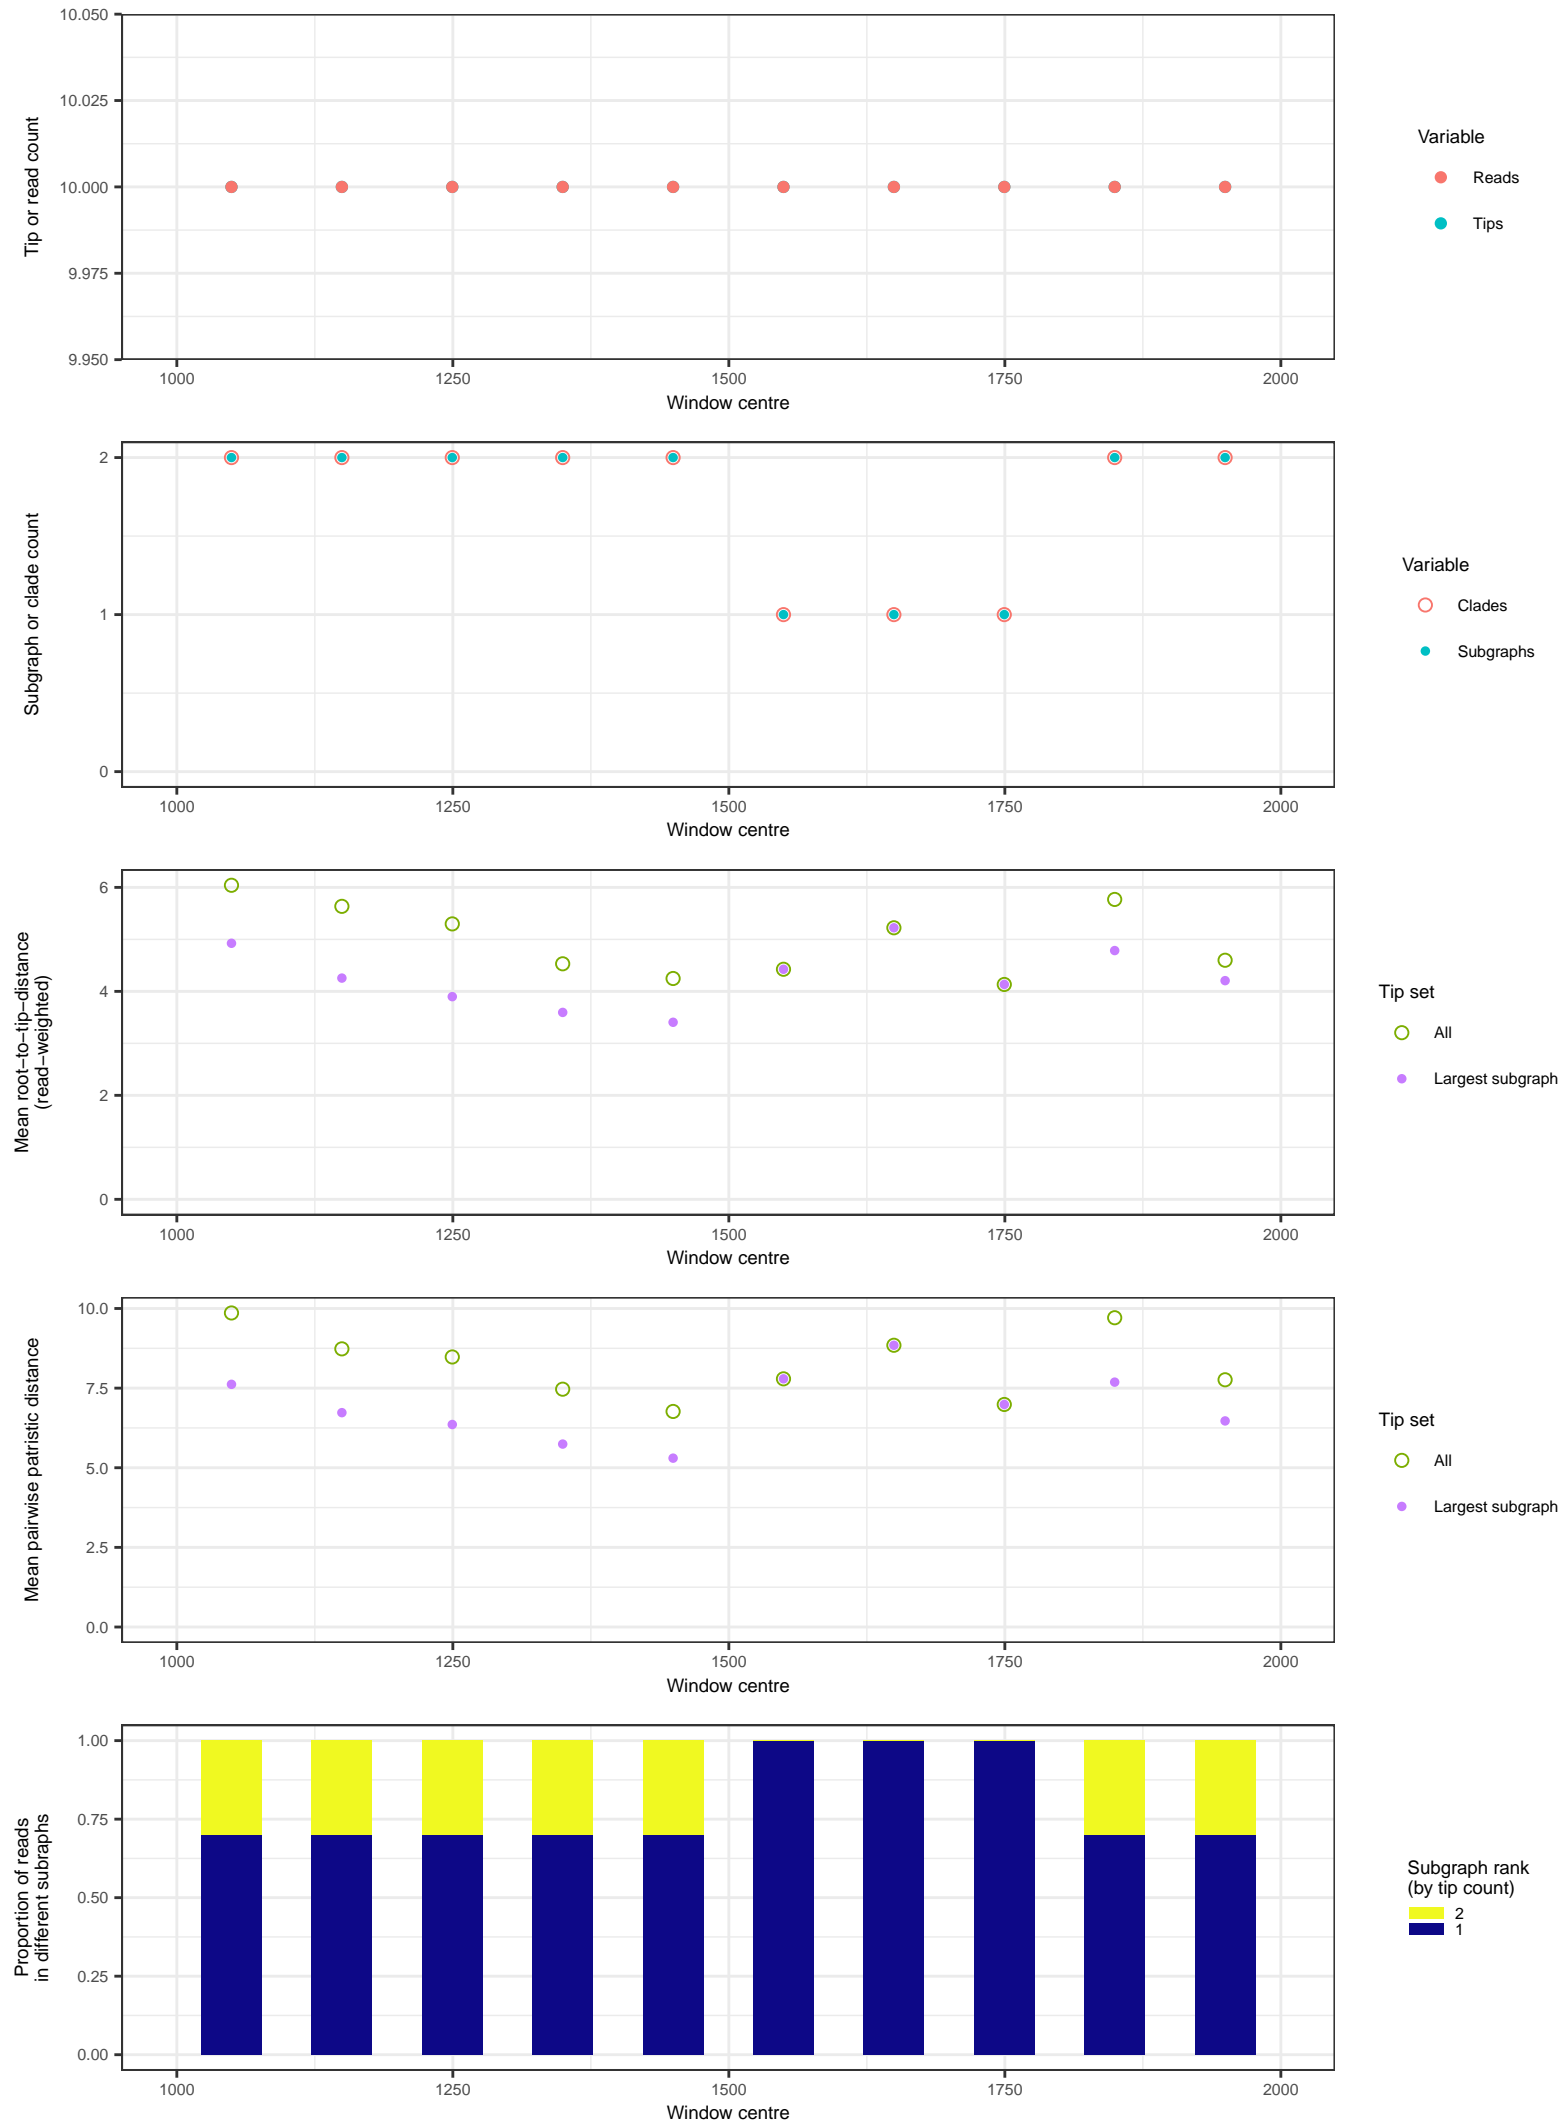 10.050
10.025
10.000
9.975
9.950
Tip or read count
1000 1250 1500 1750 2000
Window centre
Variable
Reads
Tips
2
1
0
Subgraph or clade count
1000 1250 1500 1750 2000
Window centre
Variable
Clades
Subgraphs
6
4
2
0
Mean root−to−tip−distance
(read−weighted)
1000 1250 1500 1750 2000
Window centre
Tip set
All
Largest subgraph
10.0
7.5
5.0
2.5
0.0
Mean pairwise patristic distance
1000 1250 1500 1750 2000
Window centre
Tip set
All
Largest subgraph
1.00
0.75
0.50
0.25
0.00
Proportion of reads
in different subraphs
1000 1250 1500 1750 2000
Window centre
Subgraph rank
(by tip count)
2
1